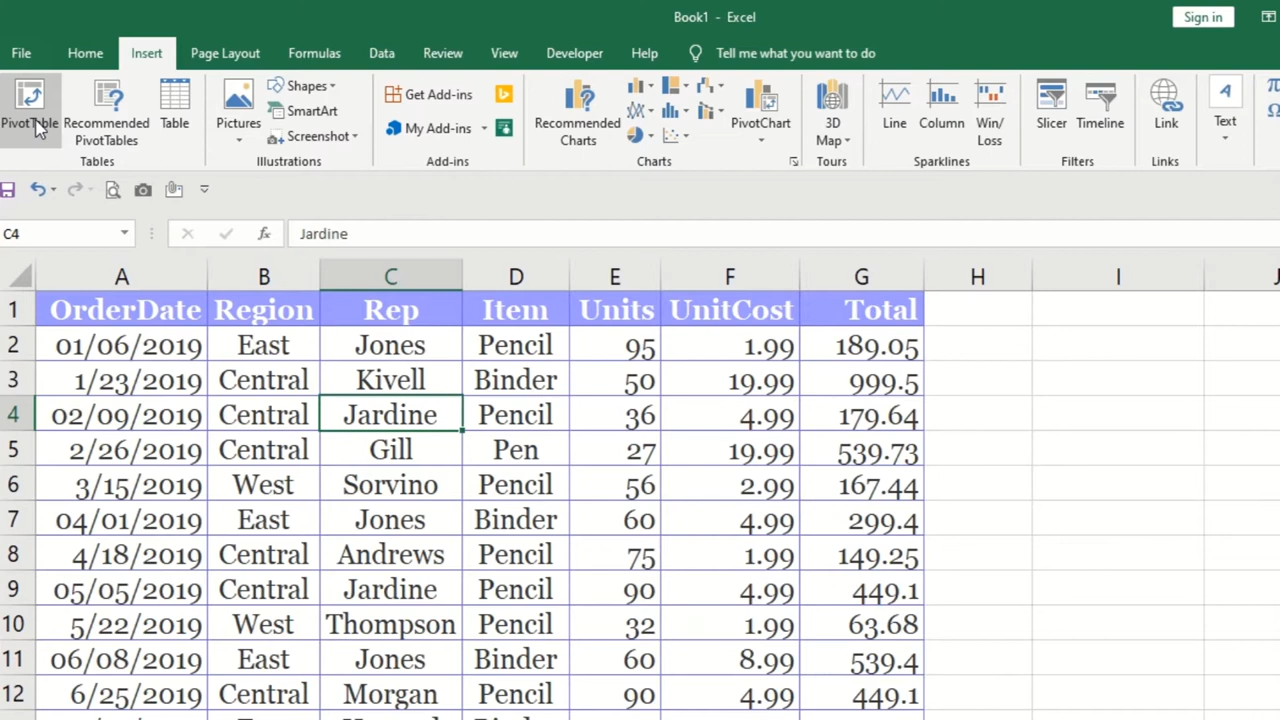 Book1 - Excel
Sign in
File Home Insert Page Layout Formulas Data Review View Developer Help Tell me what you want to do
PivotTable
Recommended
PivotTables
Table
Tables
Pictures
Shapes
SmartArt
Screenshot
Illustrations
Get Add-ins
My Add-ins
Add-ins
Recommended
Charts
PivotChart
Charts
3D
Map
Tours
Line
Column
Win/
Loss
Sparklines
Slicer
Timeline
Filters
Link
Links
A
Text
π
Ω
C4 fx Jardine
A B C D E F G H I J
1 OrderDate Region Rep Item Units UnitCost Total
2 01/06/2019 East Jones Pencil 95 1.99 189.05
3 1/23/2019 Central Kivell Binder 50 19.99 999.5
4 02/09/2019 Central Jardine Pencil 36 4.99 179.64
5 2/26/2019 Central Gill Pen 27 19.99 539.73
6 3/15/2019 West Sorvino Pencil 56 2.99 167.44
7 04/01/2019 East Jones Binder 60 4.99 299.4
8 4/18/2019 Central Andrews Pencil 75 1.99 149.25
9 05/05/2019 Central Jardine Pencil 90 4.99 449.1
10 5/22/2019 West Thompson Pencil 32 1.99 63.68
11 06/08/2019 East Jones Binder 60 8.99 539.4
12 6/25/2019 Central Morgan Pencil 90 4.99 449.1